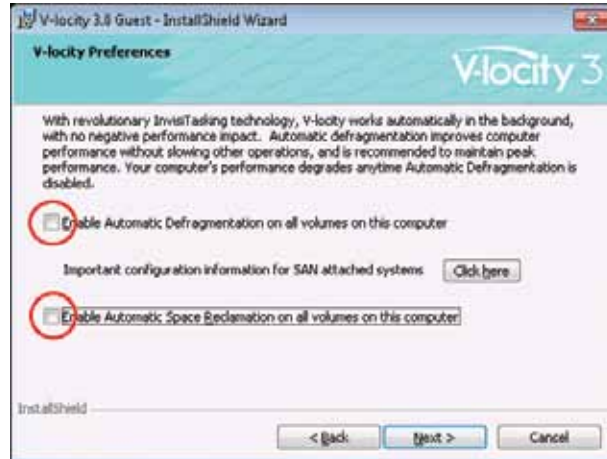 V-locity 3.0 Guest - InstallShield Wizard
V-locity Preferences
V-locity 3
With revolutionary InvisiTasking technology, V-locity works automatically in the background,
with no negative performance impact. Automatic defragmentation improves computer
performance without slowing other operations, and is recommended to maintain peak
performance. Your computer's performance degrades anytime Automatic Defragmentation is
disabled.
Enable Automatic Defragmentation on all volumes on this computer
Important configuration information for SAN attached systems
Click here
Enable Automatic Space Reclamation on all volumes on this computer
InstallShield
< Back
Next >
Cancel